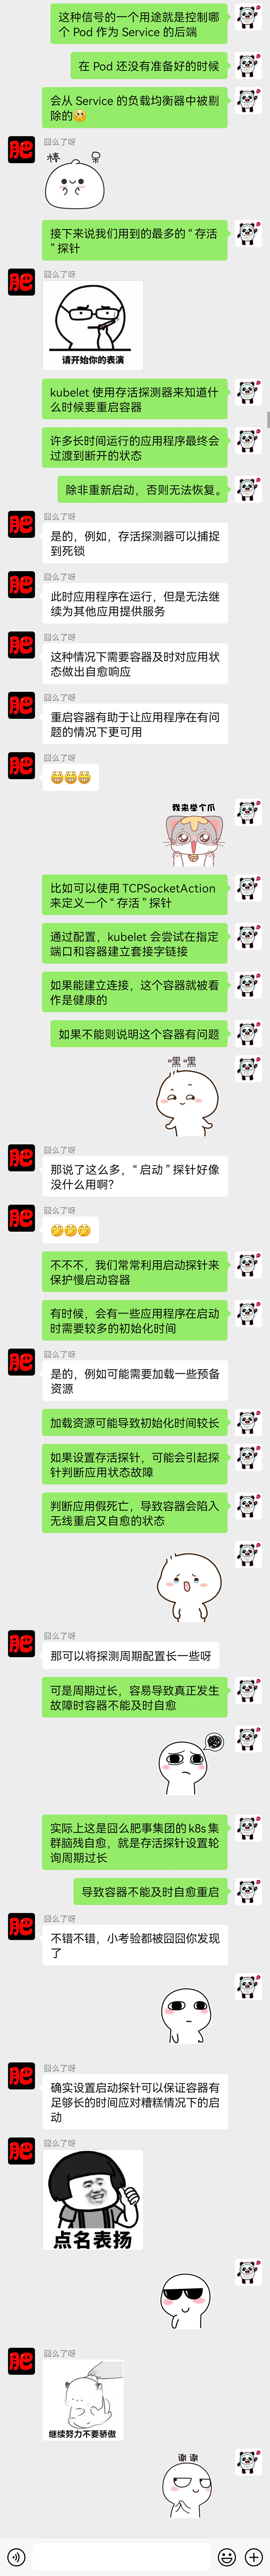 这种信号的一个用途就是控制哪
个 Pod 作为 Service 的后端
在 Pod 还没有准备好的时候
会从 Service 的负载均衡器中被剔
除的
肥
囧么了呀
棒
接下来说我们用到的最多的“存活
”探针
肥
囧么了呀
请开始你的表演
kubelet 使用存活探测器来知道什
么时候要重启容器
许多长时间运行的应用程序最终会
过渡到断开的状态
除非重新启动，否则无法恢复。
肥
囧么了呀
是的，例如，存活探测器可以捕捉
到死锁
肥
囧么了呀
此时应用程序在运行，但是无法继
续为其他应用提供服务
肥
囧么了呀
这种情况下需要容器及时对应用状
态做出自愈响应
肥
囧么了呀
重启容器有助于让应用程序在有问
题的情况下更可用
肥
囧么了呀
我来举个爪
比如可以使用 TCPSocketAction
来定义一个“存活”探针
通过配置，kubelet 会尝试在指定
端口和容器建立套接字链接
如果能建立连接，这个容器就被看
作是健康的
如果不能则说明这个容器有问题
嘿嘿
肥
囧么了呀
那说了这么多，“启动”探针好像
没什么用啊?
肥
囧么了呀
不不不，我们常常利用启动探针来
保护慢启动容器
有时候，会有一些应用程序在启动
时需要较多的初始化时间
肥
囧么了呀
是的，例如可能需要加载一些预备
资源
加载资源可能导致初始化时间较长
如果设置存活探针，可能会引起探
针判断应用状态故障
判断应用假死亡，导致容器会陷入
无线重启又自愈的状态
肥
囧么了呀
那可以将探测周期配置长一些呀
可是周期过长，容易导致真正发生
故障时容器不能及时自愈
实际上这是囧么肥事集团的 k8s 集
群脑残自愈，就是存活探针设置轮
询周期过长
导致容器不能及时自愈重启
肥
囧么了呀
不错不错，小考验都被囧囧你发现
了
肥
囧么了呀
确实设置启动探针可以保证容器有
足够长的时间应对糟糕情况下的启
动
肥
囧么了呀
点名表扬
肥
囧么了呀
继续努力不要骄傲
谢谢